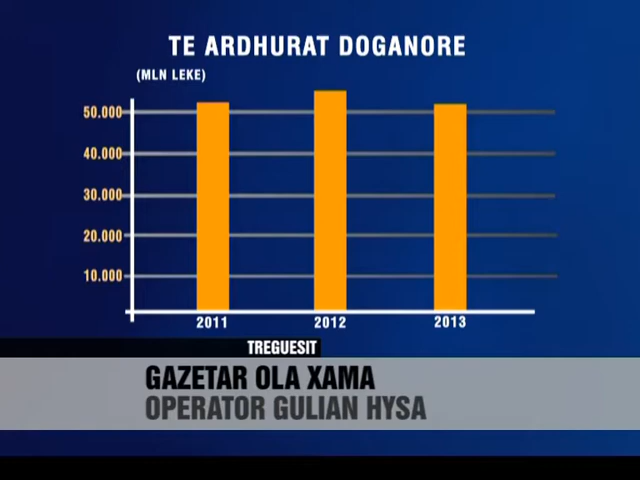 TE ARDHURAT DOGANORE
(MLN LEKE)
50.000
40.000
30.000
20.000
10.000
2011 2012 2013
TREGUESIT
GAZETAR OLA XAMA
OPERATOR GULIAN HYSA